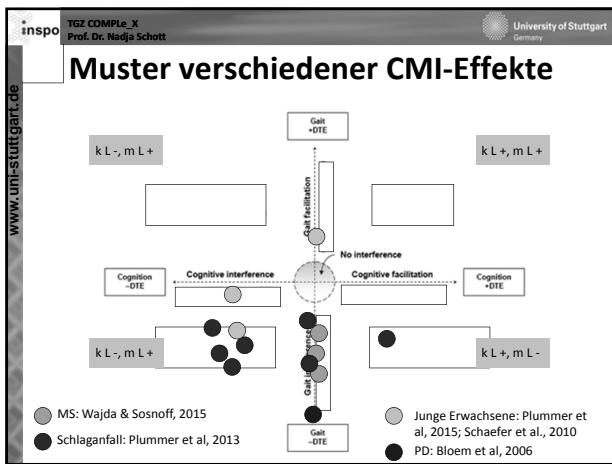 inspo
TGZ COMPLe_X
Prof. Dr. Nadja Schott
University of Stuttgart
Germany
www.uni-stuttgart.de
Muster verschiedener CMI-Effekte
Gait
+DTE
k L -, m L +
k L +, m L +
Gait facilitation
No interference
Cognition
−DTE
Cognitive interference
Cognitive facilitation
Cognition
+DTE
k L -, m L +
k L +, m L -
Gait interference
MS: Wajda & Sosnoff, 2015
Schlaganfall: Plummer et al, 2013
Gait
−DTE
Junge Erwachsene: Plummer et
al, 2015; Schaefer et., 2010
PD: Bloem et al, 2006